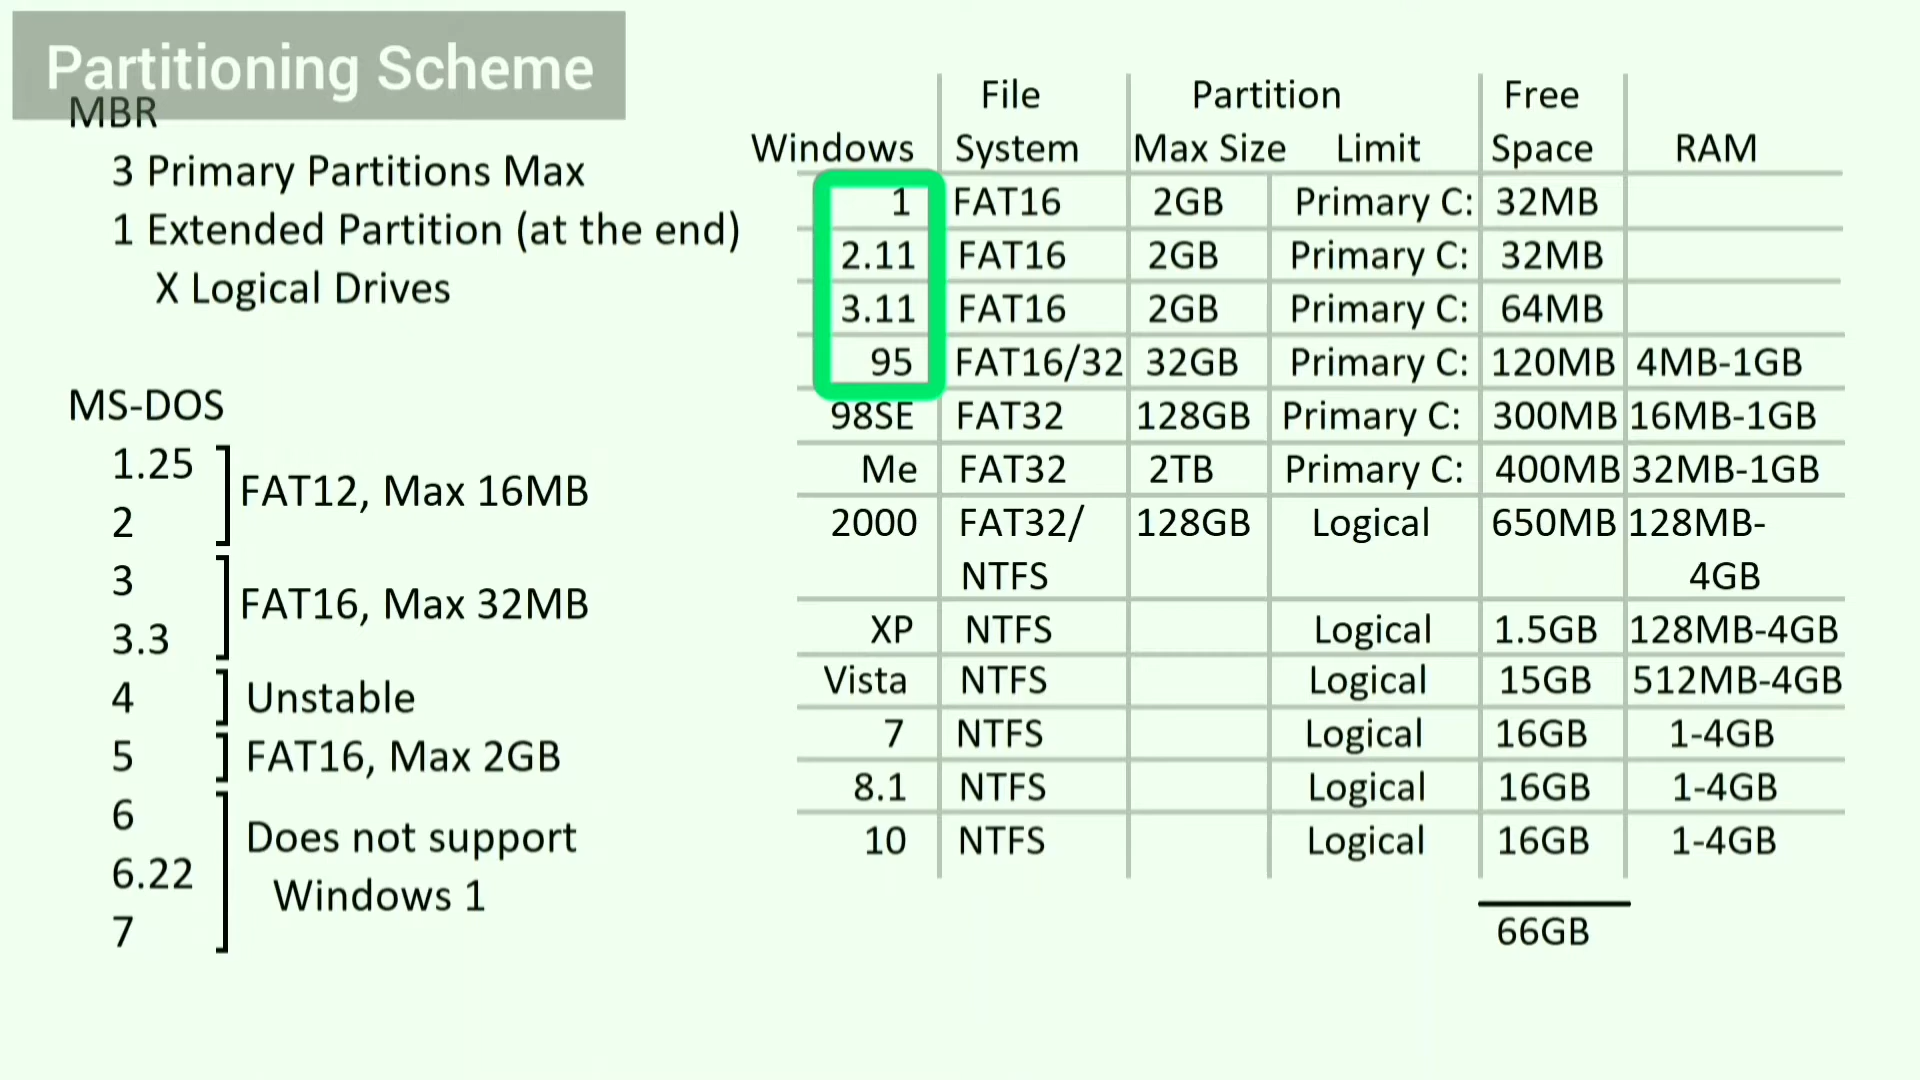 Partitioning Scheme
MBR
3 Primary Partitions Max
1 Extended Partition (at the end)
X Logical Drives
MS-DOS
1.25
2
FAT12, Max 16MB
3
3.3
FAT16, Max 32MB
4
Unstable
5
FAT16, Max 2GB
6
6.22
7
Does not support
Windows 1
File Partition Free
Windows System Max Size Limit Space RAM
1 FAT16 2GB Primary C: 32MB
2.11 FAT16 2GB Primary C: 32MB
3.11 FAT16 2GB Primary C: 64MB
95 FAT16/32 32GB Primary C: 120MB 4MB-1GB
98SE FAT32 128GB Primary C: 300MB 16MB-1GB
Me FAT32 2TB Primary C: 400MB 32MB-1GB
2000 FAT32/ 128GB Logical 650MB 128MB-
NTFS 4GB
XP NTFS Logical 1.5GB 128MB-4GB
Vista NTFS Logical 15GB 512MB-4GB
7 NTFS Logical 16GB 1-4GB
8.1 NTFS Logical 16GB 1-4GB
10 NTFS Logical 16GB 1-4GB
66GB